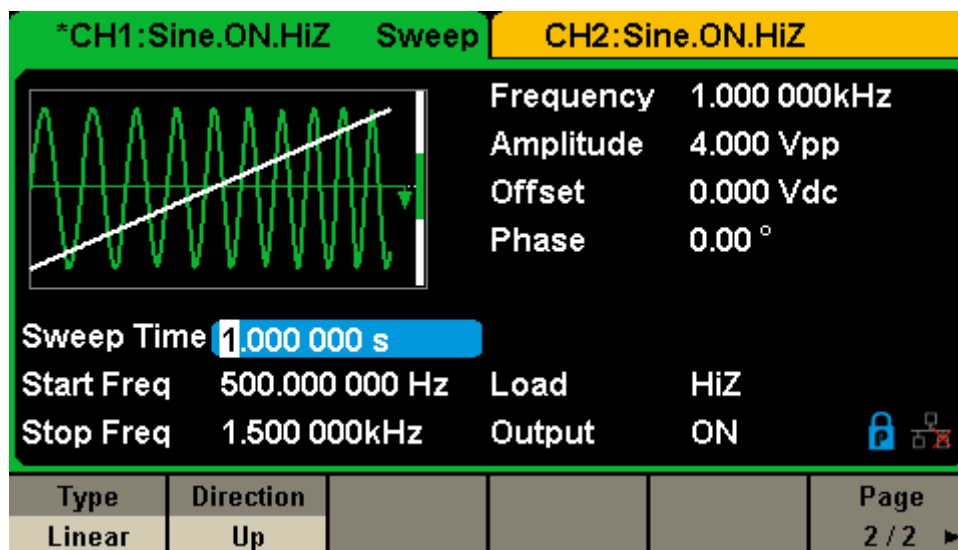 *CH1:Sine.ON.HiZ Sweep CH2:Sine.ON.HiZ
Frequency 1.000 000kHz
Amplitude 4.000 Vpp
Offset 0.000 Vdc
Phase 0.00 °
Sweep Time 1.000 000 s
Start Freq 500.000 000 Hz Load HiZ
Stop Freq 1.500 000kHz Output ON
Type Direction Page
Linear Up 2 / 2